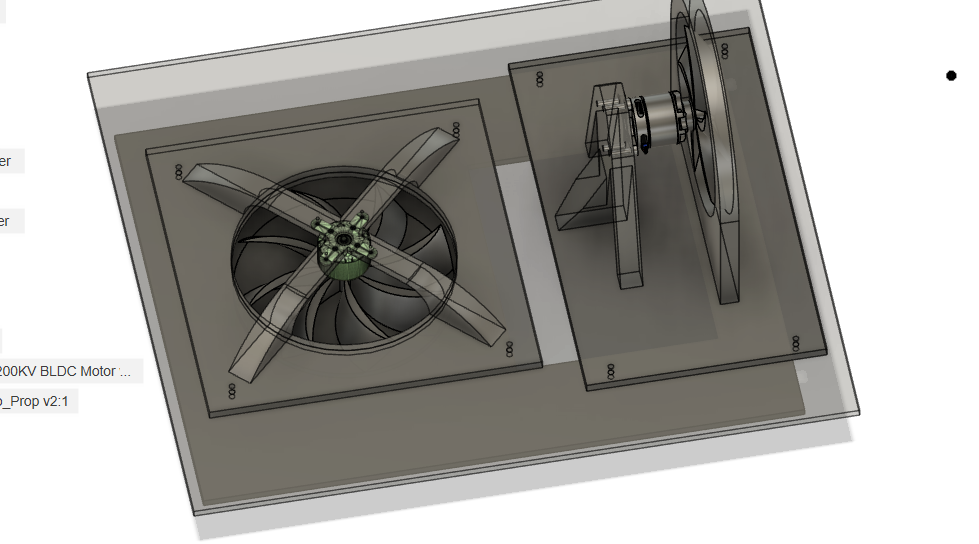 er
er
200KV BLDC Motor ...
_Prop v2:1